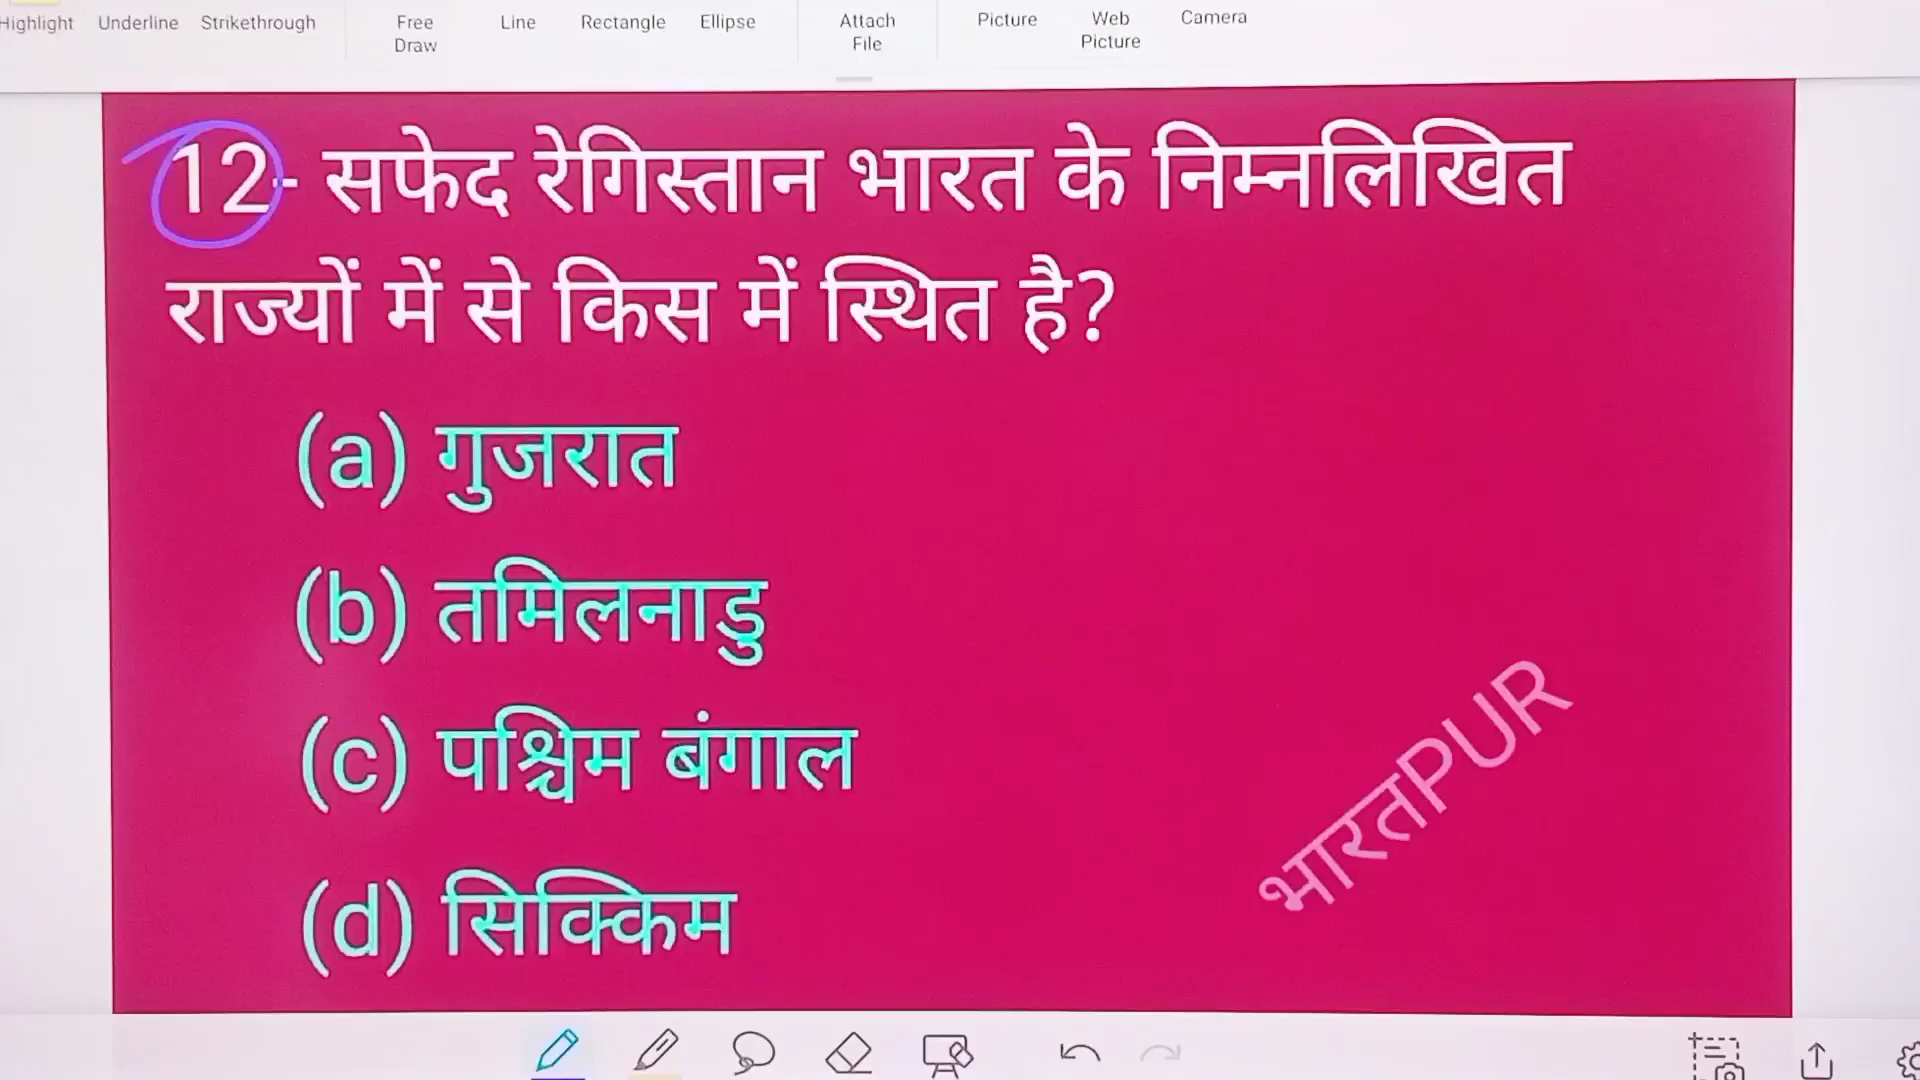 Highlight Underline Strikethrough Free Draw Line Rectangle Ellipse Attach File Picture Web Picture Camera
12- सफेद रेगिस्तान भारत के निम्नलिखित
राज्यों में से किस में स्थित है?
(a) गुजरात
(b) तमिलनाडु
(c) पश्चिम बंगाल
(d) सिक्किम
भारतPUR